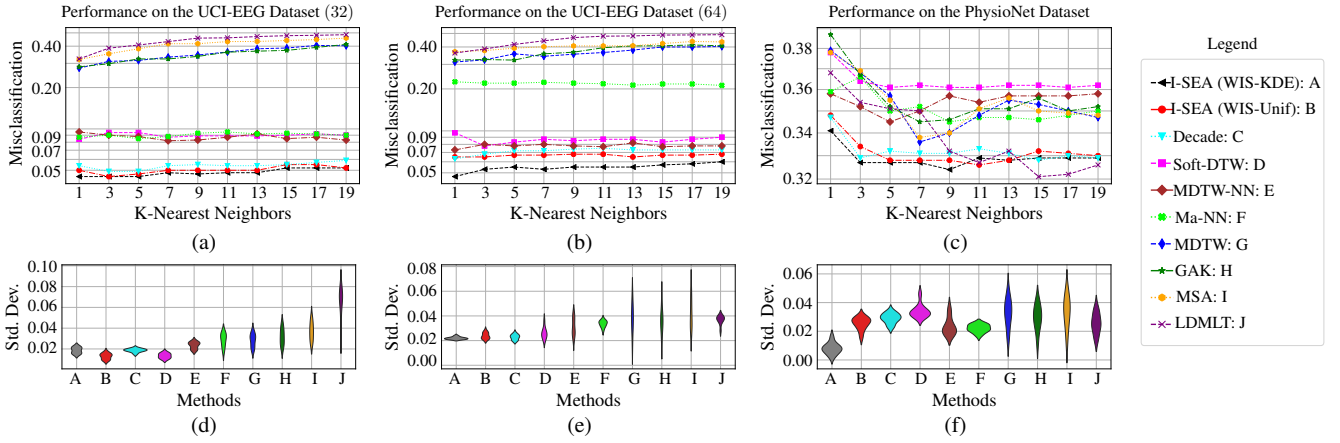 Performance on the UCI-EEG Dataset (32)
Misclassification
0.40
0.20
0.09
0.07
0.05
1 3 5 7 9 11 13 15 17 19
K-Nearest Neighbors
(a)
Performance on the UCI-EEG Dataset (64)
Misclassification
0.40
0.20
0.09
0.07
0.05
1 3 5 7 9 11 13 15 17 19
K-Nearest Neighbors
(b)
Performance on the PhysioNet Dataset
Misclassification
0.38
0.36
0.34
0.32
1 3 5 7 9 11 13 15 17 19
K-Nearest Neighbors
(c)
Legend
I-SEA (WIS-KDE): A
I-SEA (WIS-Unif): B
Decade: C
Soft-DTW: D
MDTW-NN: E
Ma-NN: F
MDTW: G
GAK: H
MSA: I
LDMLT: J
Std. Dev.
0.10
0.08
0.06
0.04
0.02
A B C D E F G H I J
Methods
(d)
Std. Dev.
0.08
0.06
0.04
0.02
0.00
A B C D E F G H I J
Methods
(e)
Std. Dev.
0.06
0.04
0.02
0.00
A B C D E F G H I J
Methods
(f)